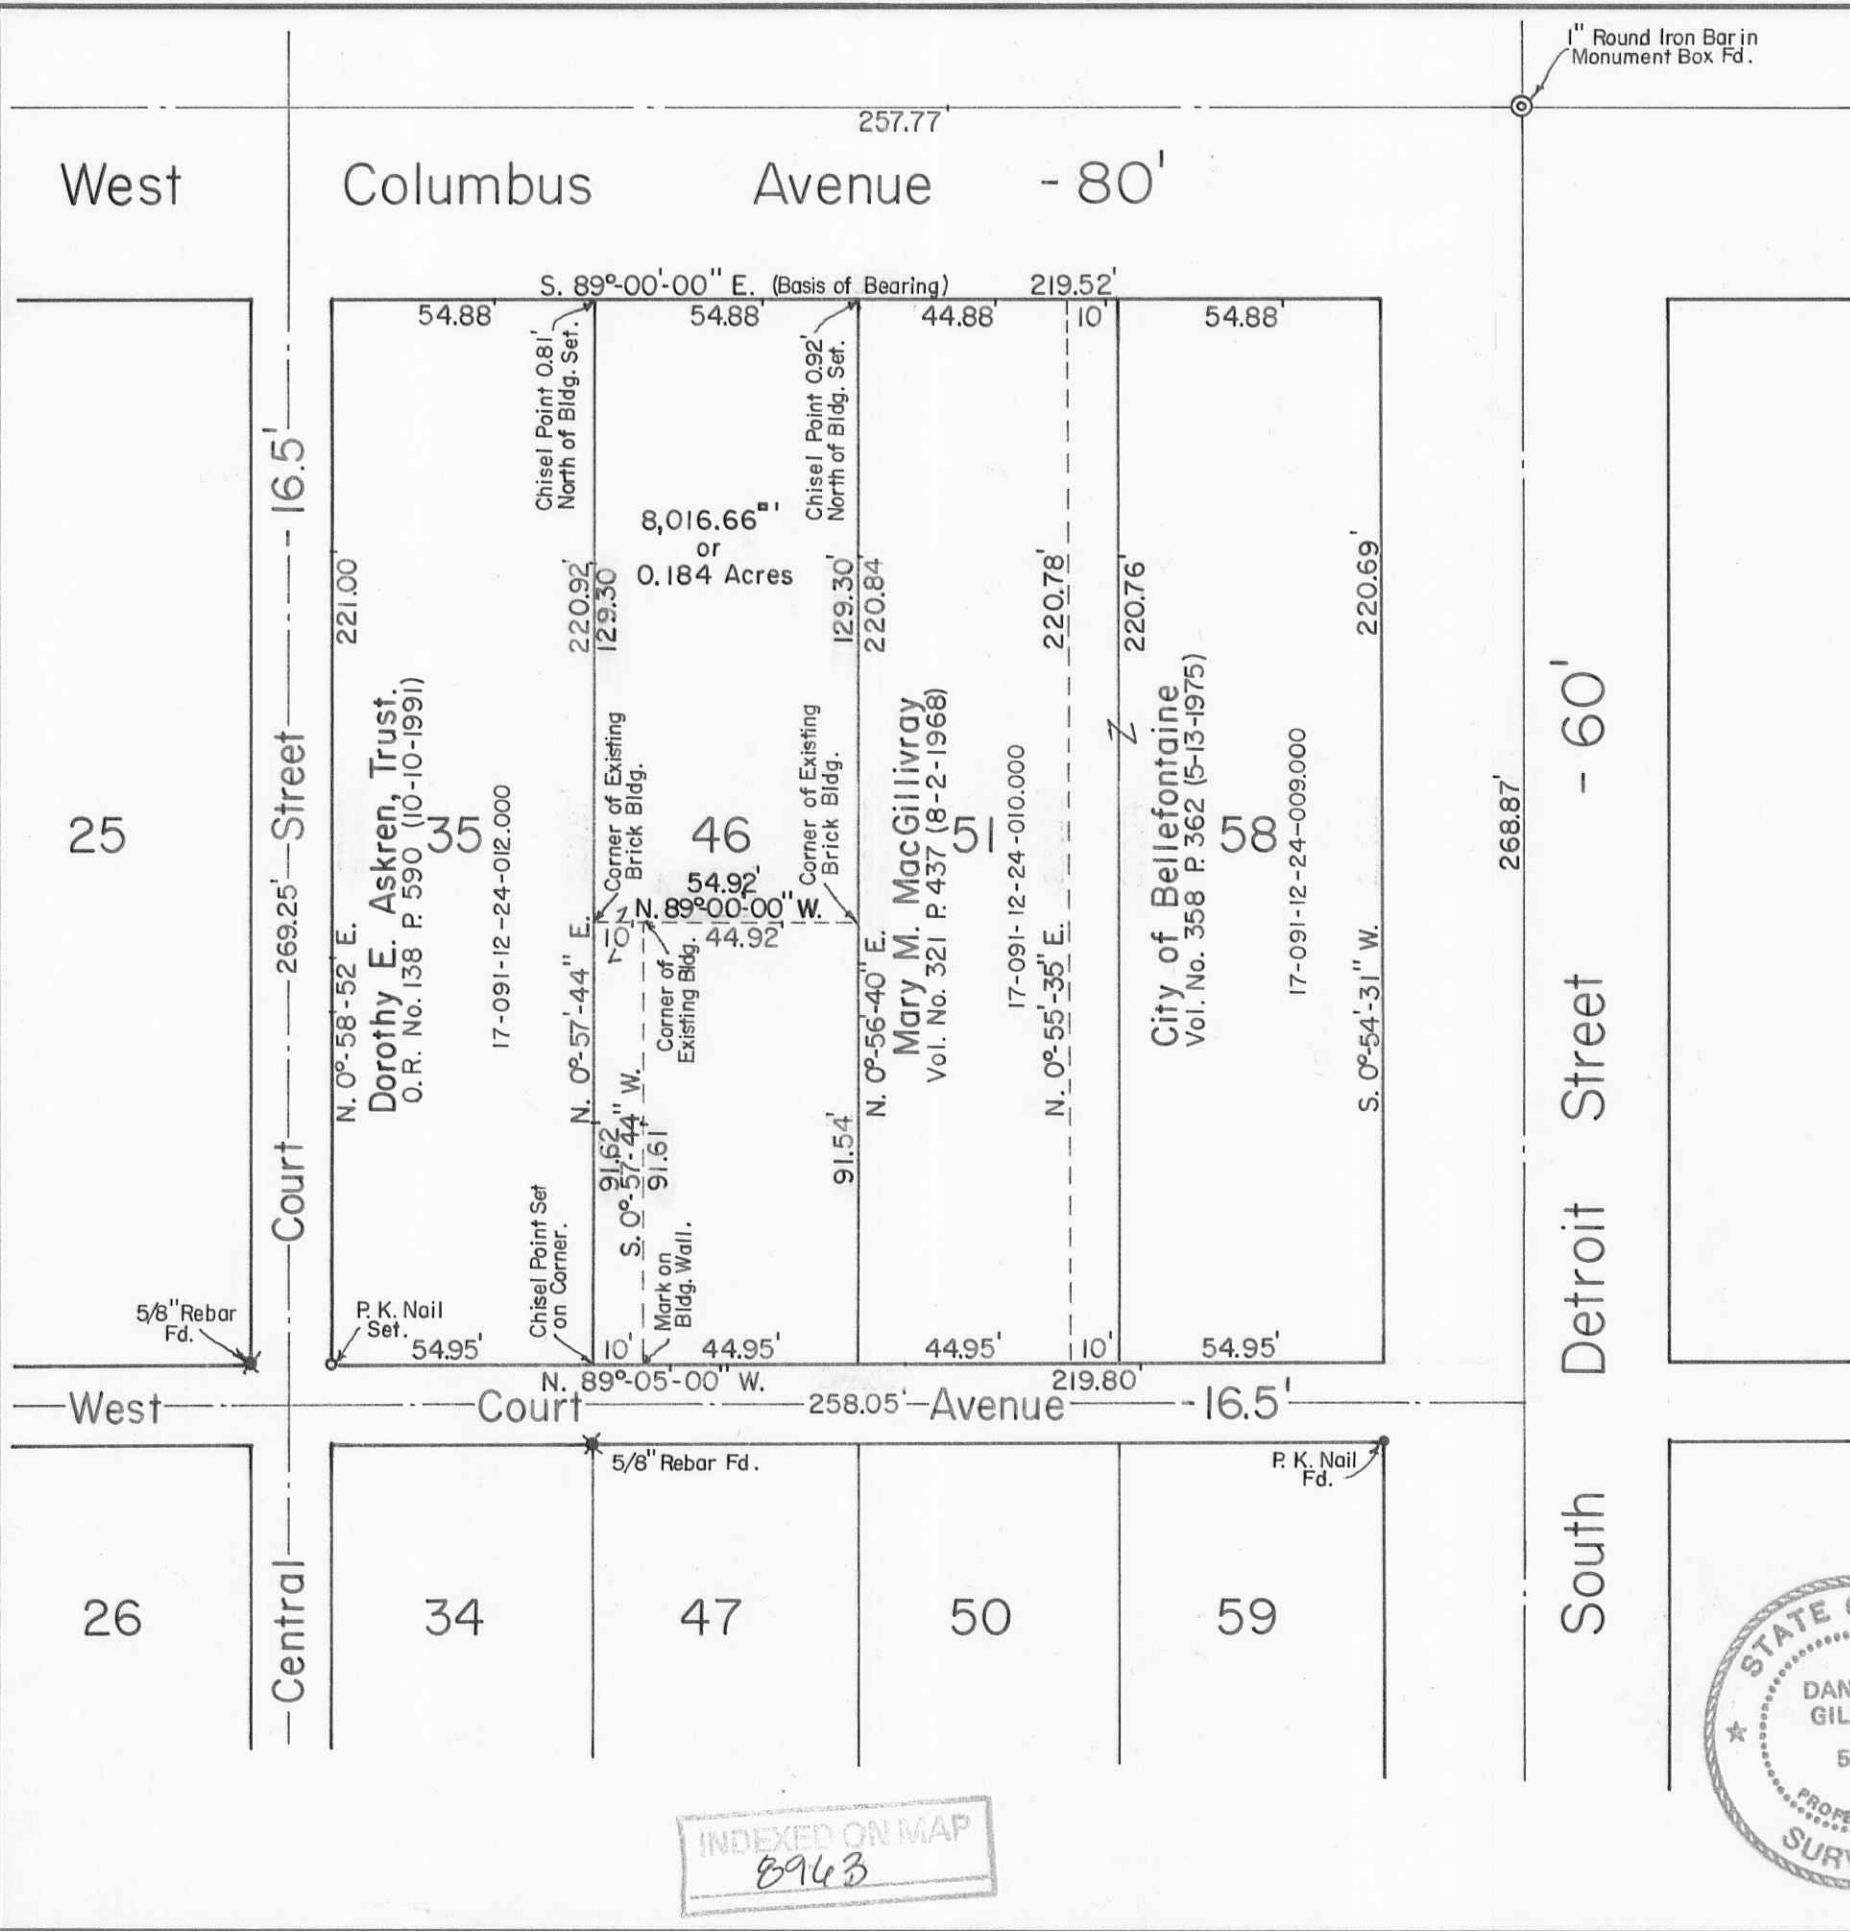 1" Round Iron Bar in
Monument Box Fd.
257.77'
West Columbus Avenue - 80'
S. 89°-00'-00" E. (Basis of Bearing) 219.52'
54.88' 54.88' 44.88' 10' 54.88'
Chisel Point 0.81'
North of Bldg. Set.
Chisel Point 0.92'
North of Bldg. Set.
8,016.66 □'
or
0.184 Acres
221.00'
220.92'
129.30'
129.30'
220.84'
220.78'
220.76'
220.69'
N. 0°-58'-52" E.
Dorothy E. Askren, Trust.
O.R. No. 138 P. 590 (10-10-1991)
17-091-12-24-012.000
N. 0°-57'-44" E.
Corner of Existing
Brick Bldg.
Corner of Existing
Brick Bldg.
25 35 46 51 58
54.92'
N. 89°-00'-00" W.
10' 44.92'
Corner of
Existing Bldg.
N. 0°-56'-40" E.
Mary M. MacGillivray
Vol. No. 321 P. 437 (8-2-1968)
17-091-12-24-010.000
N. 0°-55'-35" E.
City of Bellefontaine
Vol. No. 358 P. 362 (5-13-1975)
17-091-12-24-009.000
S. 0°-54'-31" W.
268.87'
South Detroit Street - 60'
Central Court 269.25' Street - 16.5'
91.62'
S. 0°-57'-44" W.
91.61'
91.54'
Chisel Point Set
on Corner.
Mark on
Bldg. Wall.
5/8" Rebar
Fd.
P. K. Nail
Set.
54.95' 10' 44.95' 44.95' 10' 54.95'
N. 89°-05'-00" W. 219.80'
West Court 258.05' Avenue - 16.5'
5/8" Rebar Fd.
P. K. Nail
Fd.
26 34 47 50 59
INDEXED ON MAP
8963
STATE
DAN
GIL
5
PROFE
SURV